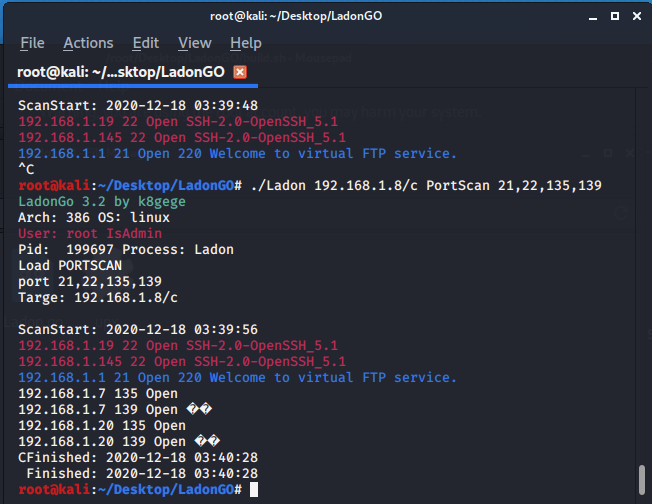 root@kali: ~/Desktop/LadonGO
File Actions Edit View Help
root@kali: ~/...sktop/LadonGO
ScanStart: 2020-12-18 03:39:48
192.168.1.19 22 Open SSH-2.0-OpenSSH_5.1
192.168.1.145 22 Open SSH-2.0-OpenSSH_5.1
192.168.1.1 21 Open 220 Welcome to virtual FTP service.
^C
root@kali:~/Desktop/LadonGO# ./Ladon 192.168.1.8/c PortScan 21,22,135,139
LadonGo 3.2 by k8gege
Arch: 386 OS: linux
User: root IsAdmin
Pid:  199697 Process: Ladon
Load PORTSCAN
port 21,22,135,139
Targe: 192.168.1.8/c
ScanStart: 2020-12-18 03:39:56
192.168.1.19 22 Open SSH-2.0-OpenSSH_5.1
192.168.1.145 22 Open SSH-2.0-OpenSSH_5.1
192.168.1.1 21 Open 220 Welcome to virtual FTP service.
192.168.1.7 135 Open
192.168.1.7 139 Open ��
192.168.1.20 135 Open
192.168.1.20 139 Open ��
CFinished: 2020-12-18 03:40:28
 Finished: 2020-12-18 03:40:28
root@kali:~/Desktop/LadonGO#